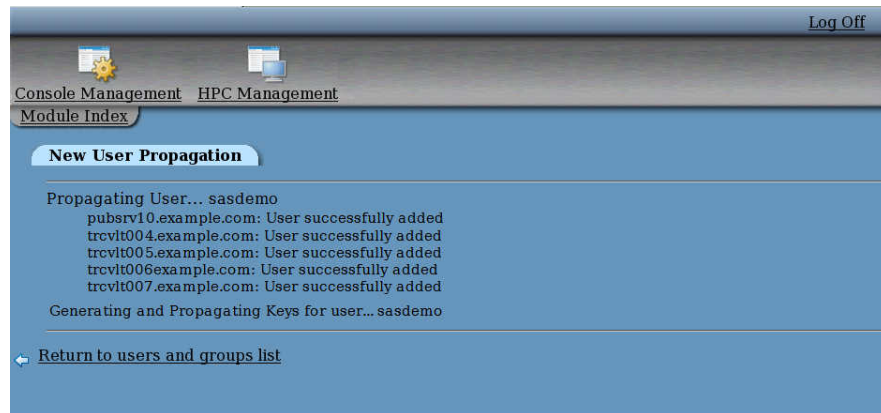 Log Off
Console Management HPC Management
Module Index
New User Propagation
Propagating User... sasdemo
pubsrv10.example.com: User successfully added
trcvlt004.example.com: User successfully added
trcvlt005.example.com: User successfully added
trcvlt006example.com: User successfully added
trcvlt007.example.com: User successfully added
Generating and Propagating Keys for user... sasdemo
Return to users and groups list